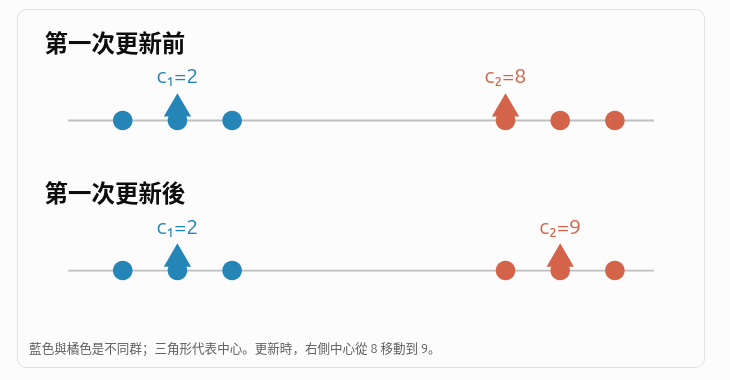 第一次更新前
c₁=2
c₂=8
第一次更新後
c₁=2
c₂=9
藍色與橘色是不同群；三角形代表中心。更新時，右側中心從 8 移動到 9。